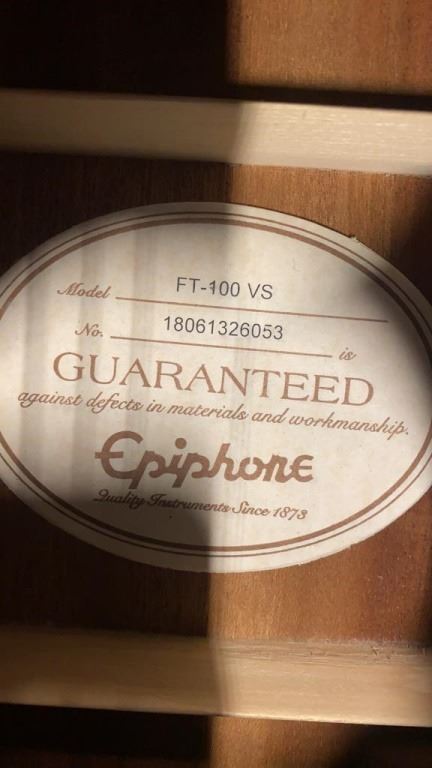 Model FT-100 VS
No. 18061326053 is
GUARANTEED
against defects in materials and workmanship.
Epiphone
Quality Instruments Since 1873